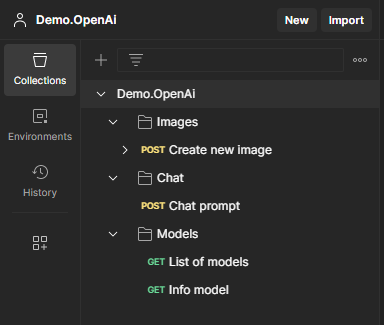 Demo.OpenAi
New
Import
Collections
Demo.OpenAi
Images
POST Create new image
Environments
Chat
History
POST Chat prompt
Models
GET List of models
GET Info model